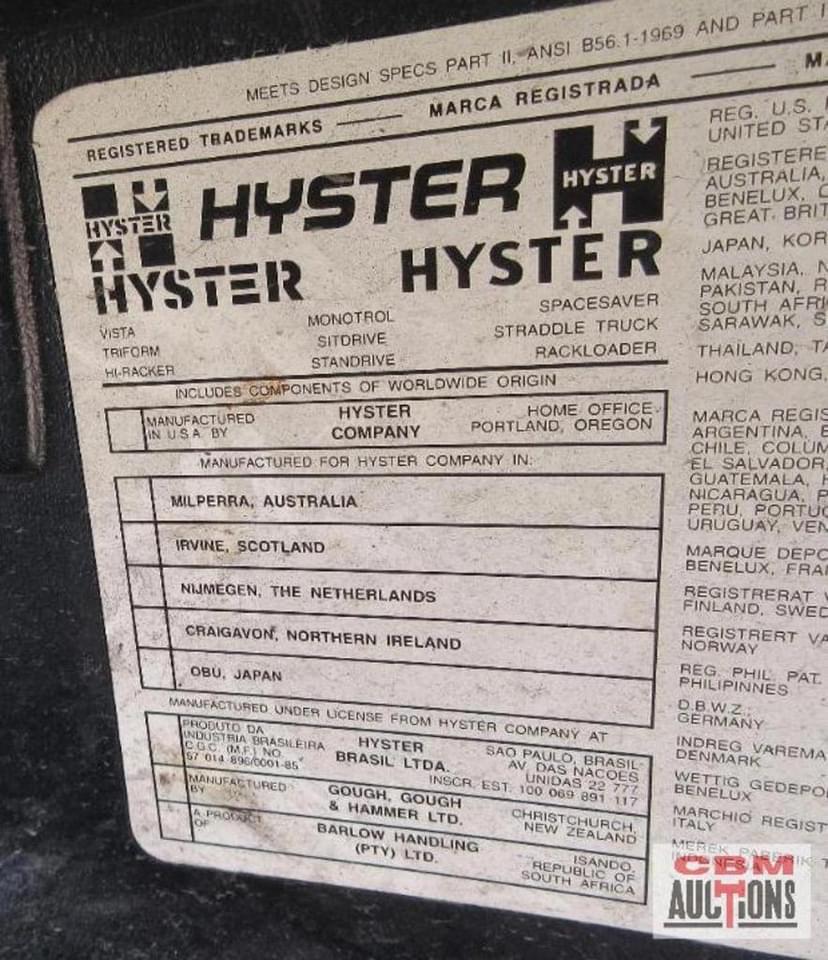 MEETS DESIGN SPECS PART II, ANSI B56.1-1969 AND PART
REGISTERED TRADEMARKS — MARCA REGISTRADA —
HYSTER
HYSTER
HYSTER
HYSTER
HYSTER
VISTA MONOTROL SPACESAVER
TRIFORM SITDRIVE STRADDLE TRUCK
HI-RACKER STANDRIVE RACKLOADER
INCLUDES COMPONENTS OF WORLDWIDE ORIGIN
MANUFACTURED HYSTER HOME OFFICE
IN U.S.A. BY COMPANY PORTLAND, OREGON
MANUFACTURED FOR HYSTER COMPANY IN:
MILPERRA, AUSTRALIA
IRVINE, SCOTLAND
NIJMEGEN, THE NETHERLANDS
CRAIGAVON, NORTHERN IRELAND
OBU, JAPAN
MANUFACTURED UNDER LICENSE FROM HYSTER COMPANY AT
PRODUTO DA
INDUSTRIA BRASILEIRA
C.G.C. (M.F.) NO.
57 014 896/0001-85
HYSTER
BRASIL LTDA.
SAO PAULO, BRASIL
AV. DAS NACOES
UNIDAS 22 777
INSCR. EST. 100 069 891 117
MANUFACTURED
BY
GOUGH, GOUGH
& HAMMER LTD.
CHRISTCHURCH,
NEW ZEALAND
A PRODUCT
OF
BARLOW HANDLING
(PTY) LTD.
ISANDO,
REPUBLIC OF
SOUTH AFRICA
REG. U.S.
UNITED STA
REGISTERE
AUSTRALIA,
BENELUX, C
GREAT BRIT
JAPAN, KOR
MALAYSIA, N
PAKISTAN, R
SOUTH AFRI
SARAWAK, S
THAILAND, TA
HONG KONG,
MARCA REGIS
ARGENTINA, B
CHILE, COLUM
EL SALVADOR
GUATEMALA, H
NICARAGUA, P
PERU, PORTUG
URUGUAY, VEN
MARQUE DEPO
BENELUX, FRAN
REGISTRERAT V
FINLAND, SWED
REGISTRERT VA
NORWAY
REG. PHIL. PAT.
PHILIPINNES
D.B.W.Z.;
GERMANY
INDREG VAREMA
DENMARK
WETTIG GEDEPO
BENELUX
MARCHIO REGIST
ITALY
MEREK PABERIK T
CBM
AUCTIONS